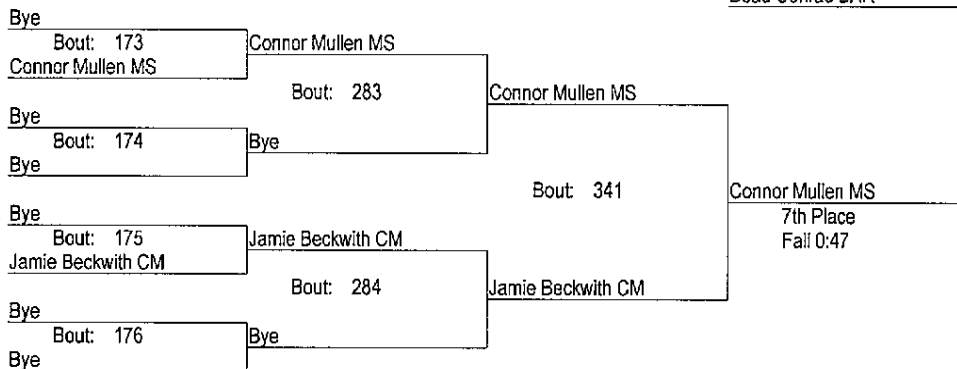 Bye
Bout: 173
Connor Mullen MS
Connor Mullen MS
Bout: 283
Connor Mullen MS
Bye
Bout: 174
Bye
Bye
Bout: 341
Connor Mullen MS
7th Place
Fall 0:47
Bye
Bout: 175
Jamie Beckwith CM
Jamie Beckwith CM
Bout: 284
Jamie Beckwith CM
Bye
Bout: 176
Bye
Bye